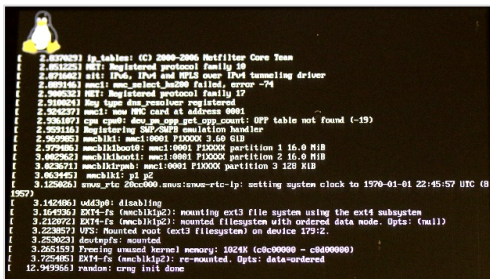 [    2.837029] ip_tables: (C) 2000-2006 Netfilter Core Team
[    2.851225] NET: Registered protocol family 10
[    2.871602] sit: IPv6, IPv4 and MPLS over IPv4 tunneling driver
[    2.889146] mmc1: mmc_select_hs200 failed, error -74
[    2.900532] NET: Registered protocol family 17
[    2.910024] Key type dns_resolver registered
[    2.924237] mmc1: new MMC card at address 0001
[    2.936107] cpu cpu0: dev_pm_opp_get_opp_count: OPP table not found (-19)
[    2.959116] Registering SWP/SWPB emulation handler
[    2.969985] mmcblk1: mmc1:0001 P1XXXX 3.60 GiB
[    2.979486] mmcblk1boot0: mmc1:0001 P1XXXX partition 1 16.0 MiB
[    3.002962] mmcblk1boot1: mmc1:0001 P1XXXX partition 2 16.0 MiB
[    3.023671] mmcblk1rpmb: mmc1:0001 P1XXXX partition 3 128 KiB
[    3.063445]  mmcblk1: p1 p2
[    3.125026] snvs_rtc 20cc000.snvs:snvs-rtc-lp: setting system clock to 1970-01-01 22:45:57 UTC (8
1957)
[    3.142486] vdd3p0: disabling
[    3.164936] EXT4-fs (mmcblk1p2): mounting ext3 file system using the ext4 subsystem
[    3.212872] EXT4-fs (mmcblk1p2): mounted filesystem with ordered data mode. Opts: (null)
[    3.223857] VFS: Mounted root (ext3 filesystem) on device 179:2.
[    3.253023] devtmpfs: mounted
[    3.265159] Freeing unused kernel memory: 1024K (c0c00000 - c0d00000)
[    3.725485] EXT4-fs (mmcblk1p2): re-mounted. Opts: data=ordered
[   12.949966] random: crng init done